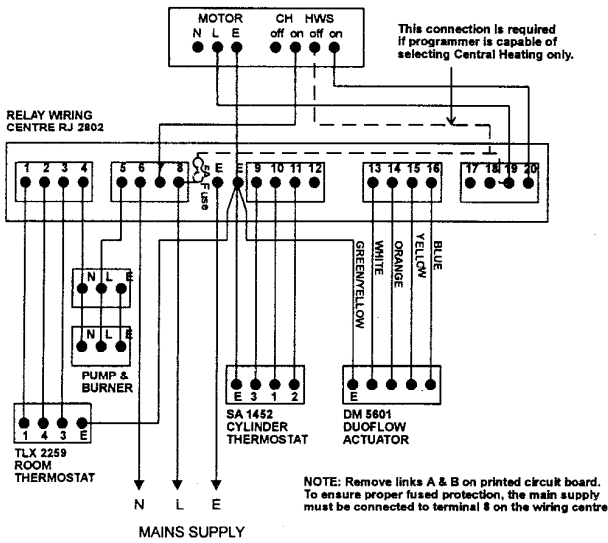 MOTOR CH HWS
N L E off on off on
This connection is required
if programmer is capable of
selecting Central Heating only.
RELAY WIRING
CENTRE RJ 2802
1 2 3 4 5 6 7 8 5A Fuse E E 9 10 11 12 13 14 15 16 17 18 19 20
GREEN/YELLOW
WHITE
ORANGE
YELLOW
BLUE
N L E
N L E
PUMP &
BURNER
1 4 3 E
TLX 2259
ROOM
THERMOSTAT
E 3 1 2
SA 1452
CYLINDER
THERMOSTAT
E
DM 5601
DUOFLOW
ACTUATOR
N L E
MAINS SUPPLY
NOTE: Remove links A & B on printed circuit board.
To ensure proper fused protection, the main supply
must be connected to terminal 8 on the wiring centre